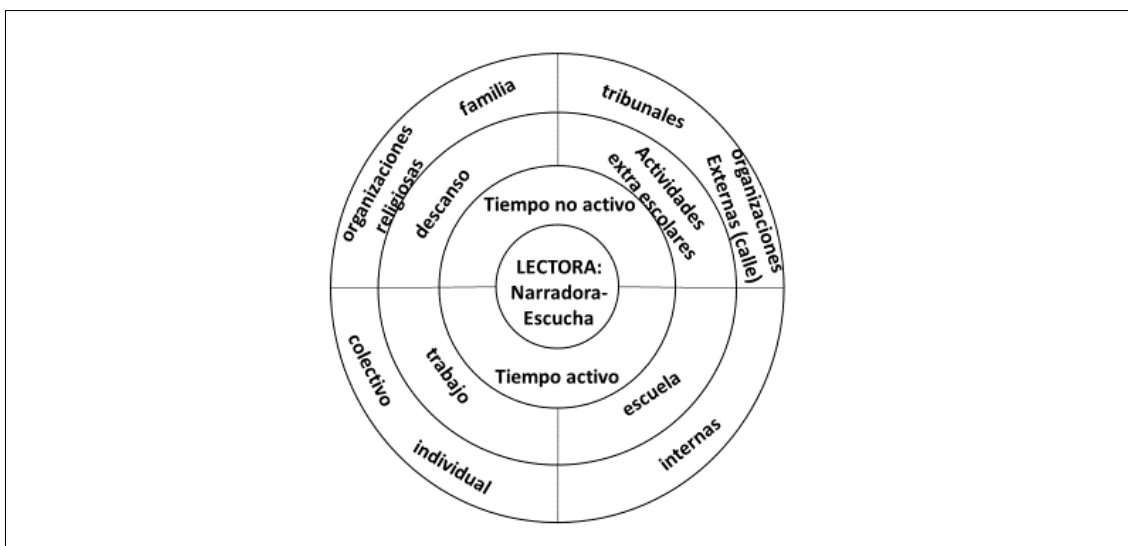 familia
tribunales
organizaciones
religiosas
organizaciones
Externas (calle)
descanso
Actividades
extra escolares
Tiempo no activo
LECTORA:
Narradora-
Escucha
Tiempo activo
trabajo
escuela
colectivo
individual
internas